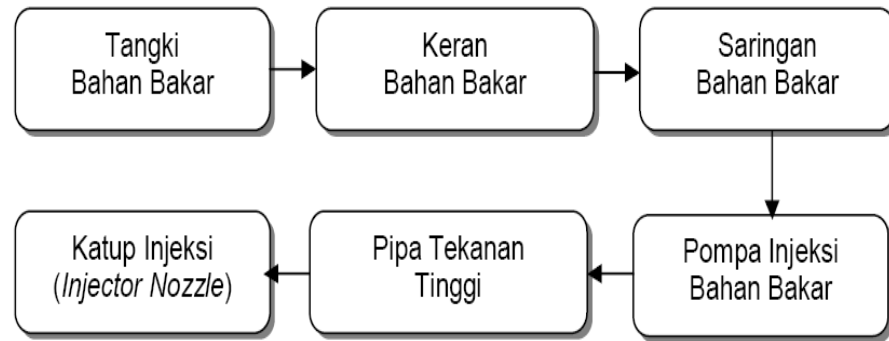 Tangki
Bahan Bakar
Keran
Bahan Bakar
Saringan
Bahan Bakar
Pompa Injeksi
Bahan Bakar
Pipa Tekanan
Tinggi
Katup Injeksi
(Injector Nozzle)